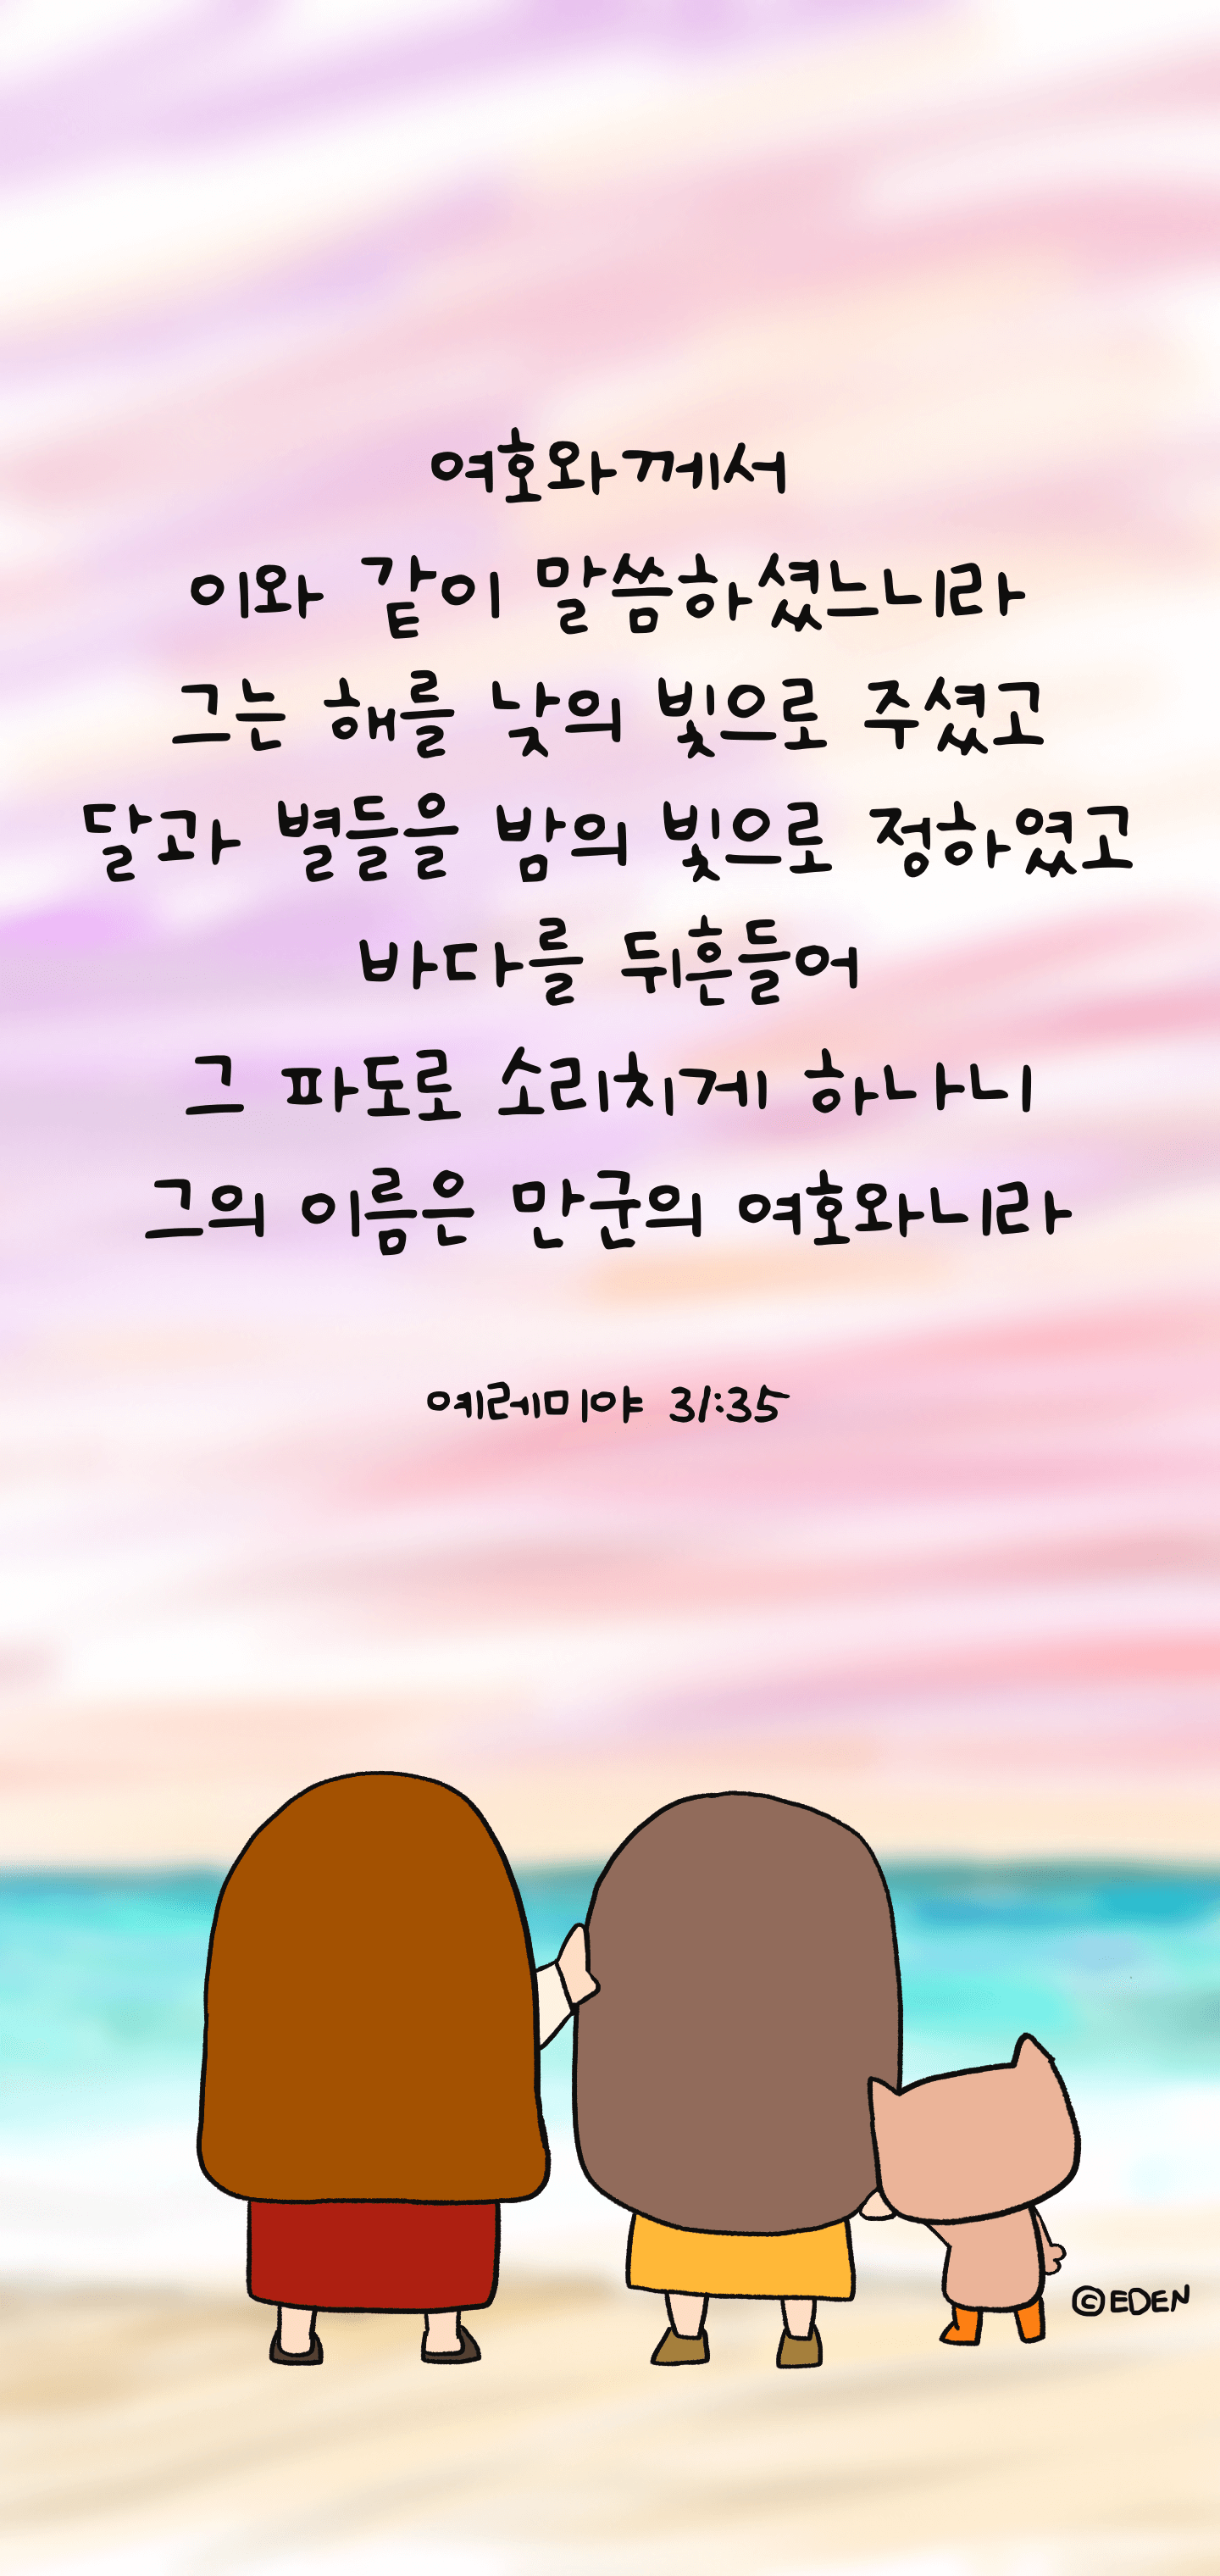 여호와께서
이와 같이 말씀하셨느니라
그는 해를 낮의 빛으로 주셨고
달과 별들을 밤의 빛으로 정하였고
바다를 뒤흔들어
그 파도로 소리치게 하나니
그의 이름은 만군의 여호와니라
예레미야 31:35
©EDEN